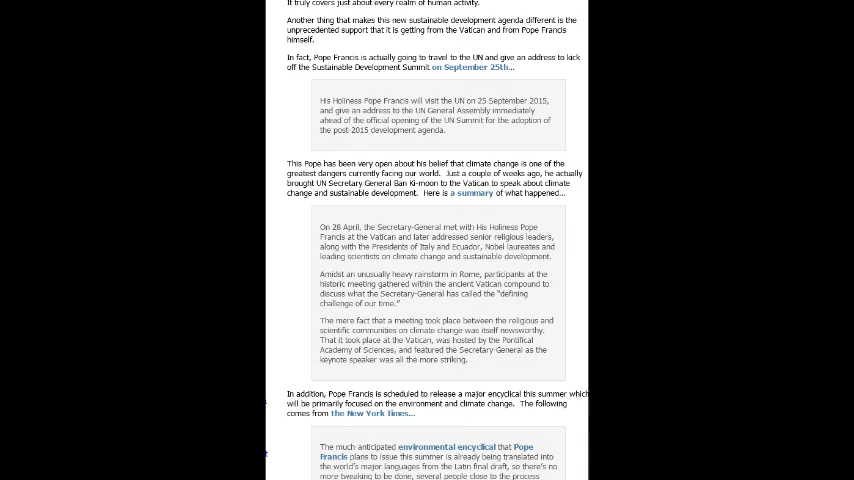 It truly covers just about every realm of human activity.
Another thing that makes this new sustainable development agenda different is the
unprecedented support that it is getting from the Vatican and from Pope Francis
himself.
In fact, Pope Francis is actually going to travel to the UN and give an address to kick
off the Sustainable Development Summit on September 25th…
His Holiness Pope Francis will visit the UN on 25 September 2015,
and give an address to the UN General Assembly immediately
ahead of the official opening of the UN Summit for the adoption of
the post-2015 development agenda.
This Pope has been very open about his belief that climate change is one of the
greatest dangers currently facing our world.  Just a couple of weeks ago, he actually
brought UN Secretary General Ban Ki-moon to the Vatican to speak about climate
change and sustainable development.  Here is a summary of what happened…
On 28 April, the Secretary-General met with His Holiness Pope
Francis at the Vatican and later addressed senior religious leaders,
along with the Presidents of Italy and Ecuador, Nobel laureates and
leading scientists on climate change and sustainable development.
Amidst an unusually heavy rainstorm in Rome, participants at the
historic meeting gathered within the ancient Vatican compound to
discuss what the Secretary-General has called the “defining
challenge of our time.”
The mere fact that a meeting took place between the religious and
scientific communities on climate change was itself newsworthy.
That it took place at the Vatican, was hosted by the Pontifical
Academy of Sciences, and featured the Secretary-General as the
keynote speaker was all the more striking.
In addition, Pope Francis is scheduled to release a major encyclical this summer which
will be primarily focused on the environment and climate change.  The following
comes from the New York Times…
The much-anticipated environmental encyclical that Pope
Francis plans to issue this summer is already being translated into
the world’s major languages from the Latin final draft, so there’s no
more tweaking to be done, several people close to the process